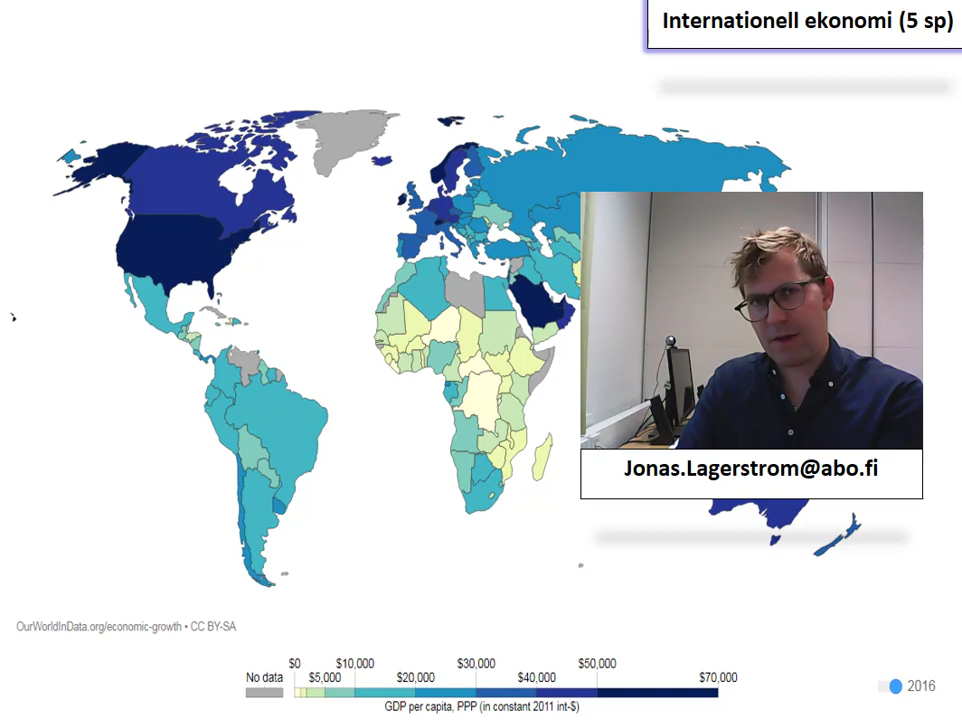 Internationell ekonomi (5 sp)
Jonas.Lagerstrom@abo.fi
OurWorldInData.org/economic-growth • CC BY-SA
$0 $10,000 $30,000 $50,000
No data $5,000 $20,000 $40,000 $70,000
GDP per capita, PPP (in constant 2011 int-$)
2016